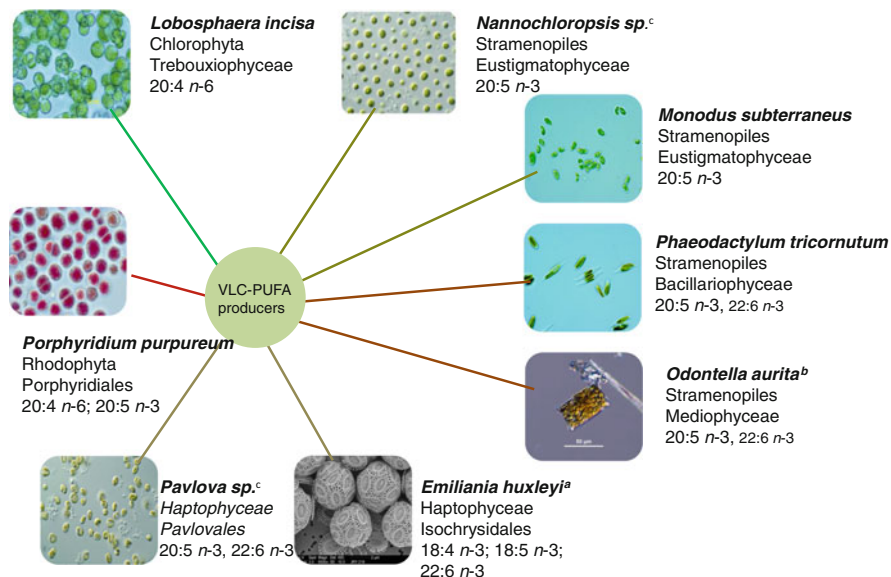 Lobosphaera incisa
Chlorophyta
Trebouxiophyceae
20:4 n-6
Nannochloropsis sp.c
Stramenopiles
Eustigmatophyceae
20:5 n-3
Monodus subterraneus
Stramenopiles
Eustigmatophyceae
20:5 n-3
Phaeodactylum tricornutum
Stramenopiles
Bacillariophyceae
20:5 n-3, 22:6 n-3
VLC-PUFA
producers
Porphyridium purpureum
Rhodophyta
Porphyridiales
20:4 n-6; 20:5 n-3
Odontella aurita b
Stramenopiles
Mediophyceae
20:5 n-3, 22:6 n-3
Pavlova sp.c
Haptophyceae
Pavlovales
20:5 n-3, 22:6 n-3
Emiliania huxleyi a
Haptophyceae
Isochrysidales
18:4 n-3; 18:5 n-3;
22:6 n-3